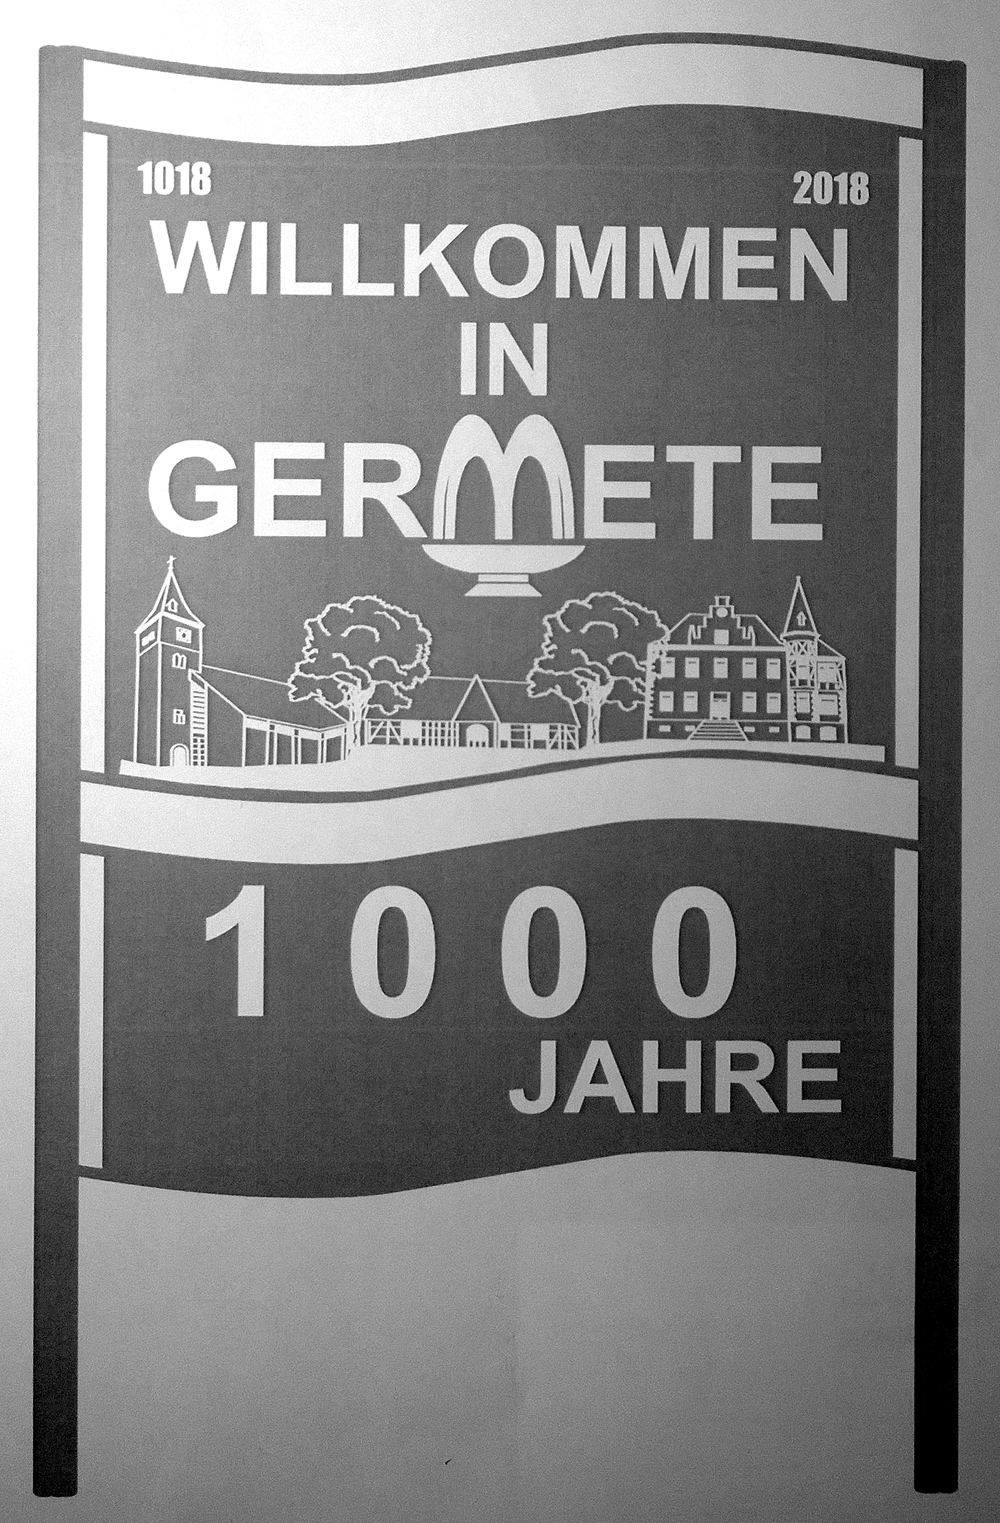 1018 2018
WILLKOMMEN
IN
GERMETE
1000
JAHRE